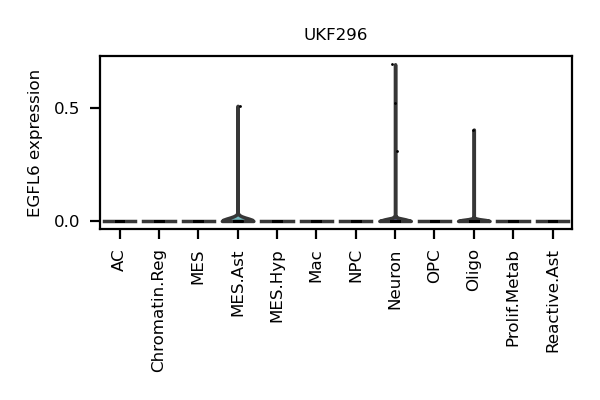 UKF296
EGFL6 expression
0.5
0.0
AC
Chromatin.Reg
MES
MES.Ast
MES.Hyp
Mac
NPC
Neuron
OPC
Oligo
Prolif.Metab
Reactive.Ast